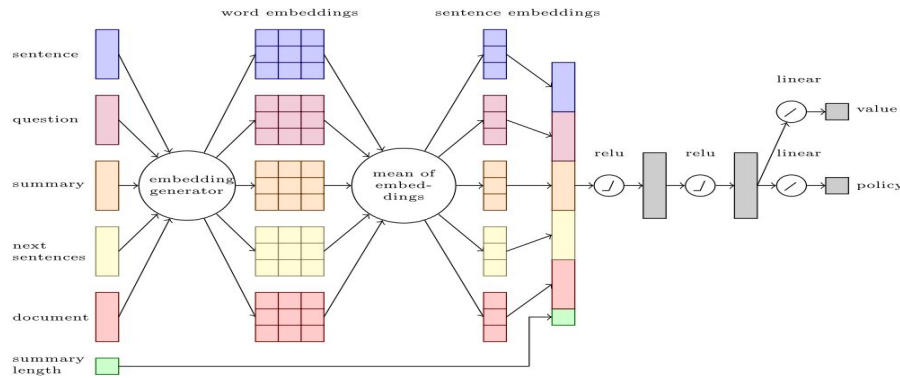 word embeddings
sentence embeddings
sentence
question
summary
next
sentences
document
summary
length
embedding
generator
mean of
embed-
dings
relu
relu
linear
value
linear
policy